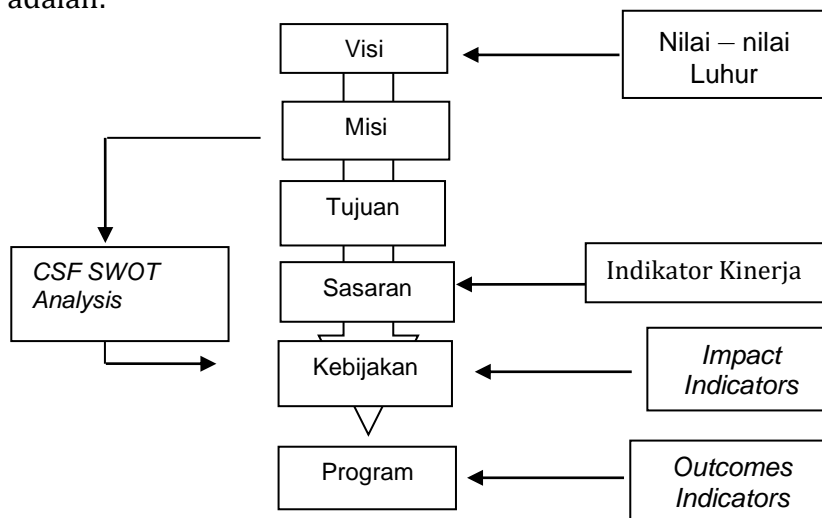 adalah:
Visi
Nilai – nilai
Luhur
Misi
Tujuan
CSF SWOT
Analysis
Sasaran
Indikator Kinerja
Kebijakan
Impact
Indicators
Program
Outcomes
Indicators